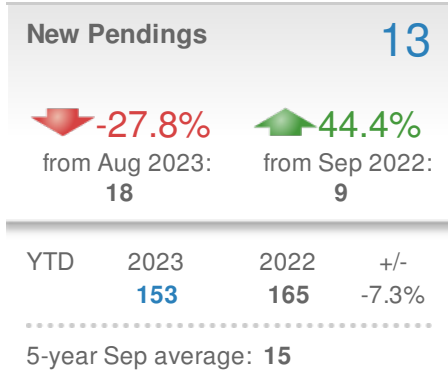 New Pendings 13
-27.8% 44.4%
from Aug 2023: from Sep 2022:
18 9
YTD 2023 2022 +/-
153 165 -7.3%
5-year Sep average: 15